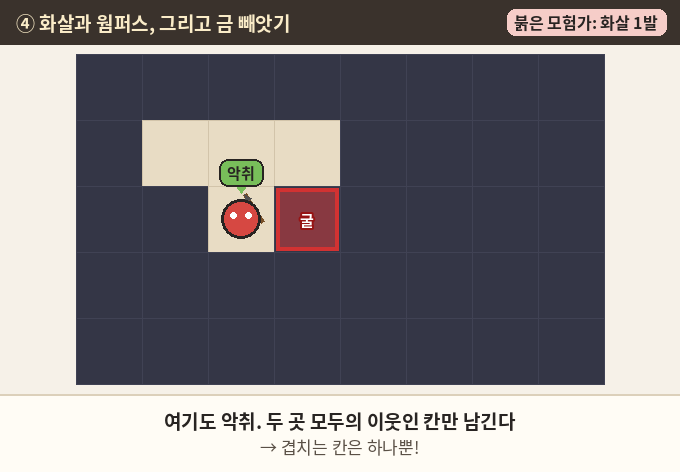 ④ 화살과 웜퍼스, 그리고 금 빼앗기
붉은 모험가: 화살 1발
악취
굴
여기도 악취. 두 곳 모두의 이웃인 칸만 남긴다
→ 겹치는 칸은 하나뿐!